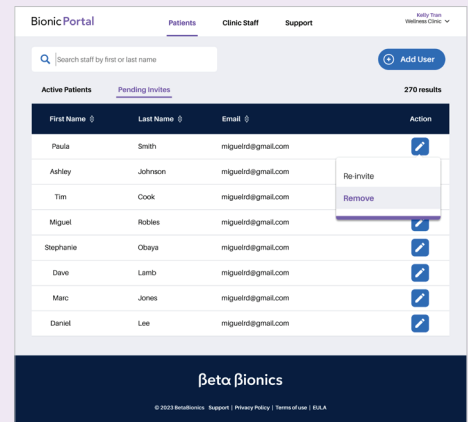 Bionic Portal Patients Clinic Staff Support Kelly Tran
Wellness Clinic
Search staff by first or last name Add User
Active Patients Pending Invites 270 results
First Name Last Name Email Action
Paula Smith miguelrd@gmail.com
Ashley Johnson miguelrd@gmail.com
Re-invite
Tim Cook miguelrd@gmail.com
Remove
Miguel Robles miguelrd@gmail.com
Stephanie Obaya miguelrd@gmail.com
Dave Lamb miguelrd@gmail.com
Marc Jones miguelrd@gmail.com
Daniel Lee miguelrd@gmail.com
βeta βionics
© 2023 BetaBionics Support | Privacy Policy | Terms of use | EULA